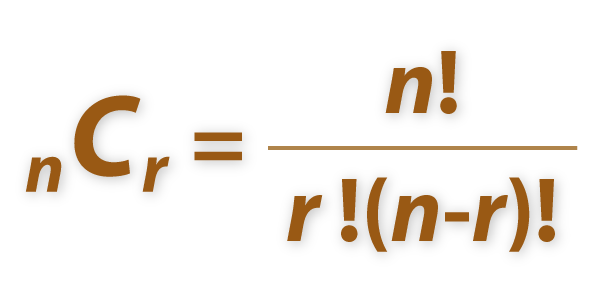 nCr = n!
r !(n-r)!